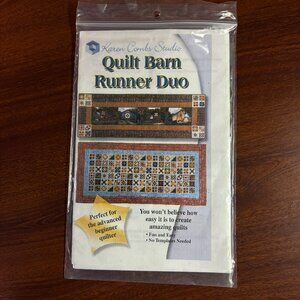 Karen Combs Studio
Quilt Barn
Runner Duo
Perfect for
the advanced
beginner
quilter
You won't believe how
easy it is to create
amazing quilts
• Fun and Easy
• No Templates Needed